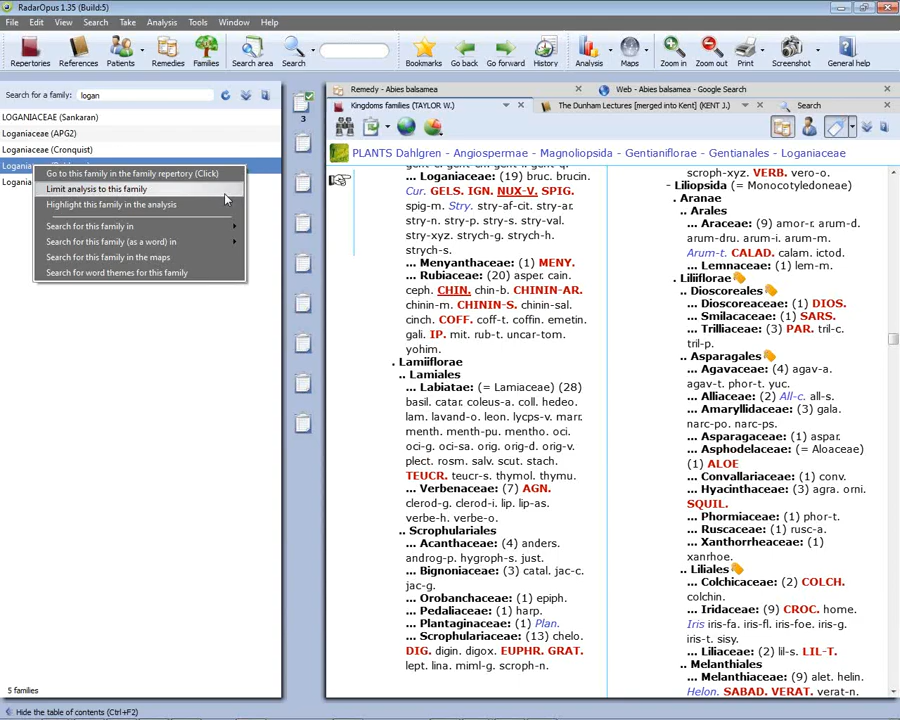 RadarOpus 1.35 (Build:5)
File Edit View Search Take Analysis Tools Window Help
Repertories References Patients Remedies Families Search area Search Bookmarks Go back Go forward History Analysis Maps Zoom in Zoom out Print Screenshot General help
Search for a family: logan
LOGANIACEAE (Sankaran)
Loganiaceae (APG2)
Loganiaceae (Cronquist)
Go to this family in the family repertory (Click)
Limit analysis to this family
Highlight this family in the analysis
Search for this family in
Search for this family (as a word) in
Search for this family in the maps
Search for word themes for this family
5 families
Hide the table of contents (Ctrl+F2)
3
Remedy - Abies balsamea
Web - Abies balsamea - Google Search
Kingdoms families (TAYLOR W.)
The Dunham Lectures [merged into Kent] (KENT J.)
Search
PLANTS Dahlgren - Angiospermae - Magnoliopsida - Gentianiflorae - Gentianales - Loganiaceae
... Loganiaceae: (19) bruc. brucin.
Cur. GELS. IGN. NUX-V. SPIG.
spig-m. Stry. stry-af-cit. stry-ar.
stry-n. stry-p. stry-s. stry-val.
stry-xyz. strych-g. strych-h.
strych-s.
... Menyanthaceae: (1) MENY.
... Rubiaceae: (20) asper. cain.
ceph. CHIN. chin-b. CHININ-AR.
chinin-m. CHININ-S. chinin-sal.
cinch. COFF. coff-t. coffin. emetin.
gali. IP. mit. rub-t. uncar-tom.
yohim.
. Lamiiflorae
.. Lamiales
... Labiatae: (= Lamiaceae) (28)
basil. catar. coleus-a. coll. hedeo.
lam. lavand-o. leon. lycps-v. marr.
menth. menth-pu. mentho. oci.
oci-g. oci-sa. orig. orig-d. orig-v.
plect. rosm. salv. scut. stach.
TEUCR. teucr-s. thymol. thymu.
... Verbenaceae: (7) AGN.
clerod-g. clerod-i. lip. lip-as.
verbe-h. verbe-o.
.. Scrophulariales
... Acanthaceae: (4) anders.
androg-p. hygroph-s. just.
... Bignoniaceae: (3) catal. jac-c.
jac-g.
... Orobanchaceae: (1) epiph.
... Pedaliaceae: (1) harp.
... Plantaginaceae: (1) Plan.
... Scrophulariaceae: (13) chelo.
DIG. digin. digox. EUPHR. GRAT.
lept. lina. miml-g. scroph-n.
scroph-xyz. VERB. vero-o.
- Liliopsida (= Monocotyledoneae)
. Aranae
.. Arales
... Araceae: (9) amor-r. arum-d.
arum-dru. arum-i. arum-m.
Arum-t. CALAD. calam. ictod.
... Lemnaceae: (1) lem-m.
. Liliiflorae
.. Dioscoreales
... Dioscoreaceae: (1) DIOS.
... Smilacaceae: (1) SARS.
... Trilliaceae: (3) PAR. tril-c.
tril-p.
.. Asparagales
... Agavaceae: (4) agav-a.
agav-t. phor-t. yuc.
... Alliaceae: (2) All-c. all-s.
... Amaryllidaceae: (3) gala.
narc-po. narc-ps.
... Asparagaceae: (1) aspar.
... Asphodelaceae: (= Aloaceae)
(1) ALOE
... Convallariaceae: (1) conv.
... Hyacinthaceae: (3) agra. orni.
SQUIL.
... Phormiaceae: (1) phor-t.
... Ruscaceae: (1) rusc-a.
... Xanthorrheaceae: (1)
xanrhoe.
.. Liliales
... Colchicaceae: (2) COLCH.
colchin.
... Iridaceae: (9) CROC. home.
Iris iris-fa. iris-fl. iris-foe. iris-g.
iris-t. sisy.
... Liliaceae: (2) lil-s. LIL-T.
.. Melanthiales
... Melanthiaceae: (9) alet. helin.
Helon. SABAD. VERAT. verat-n.